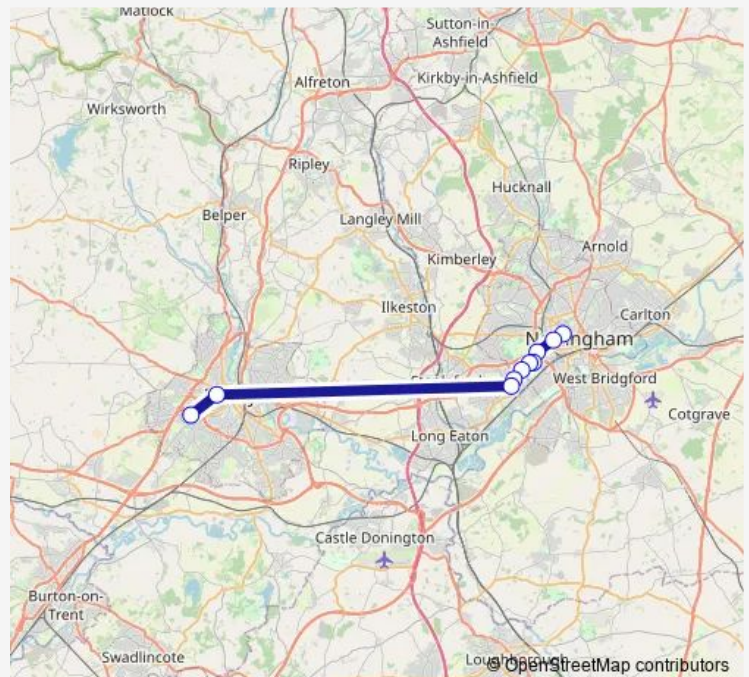 Matlock
Sutton-in-
Ashfield
Alfreton
Kirkby-in-Ashfield
Wirksworth
Ripley
Hucknall
Belper
Langley Mill
Arnold
Kimberley
Ilkeston
Carlton
West Bridgford
Cotgrave
Long Eaton
Castle Donington
Burton-on-
Trent
Swadlincote
© OpenStreetMap contributors